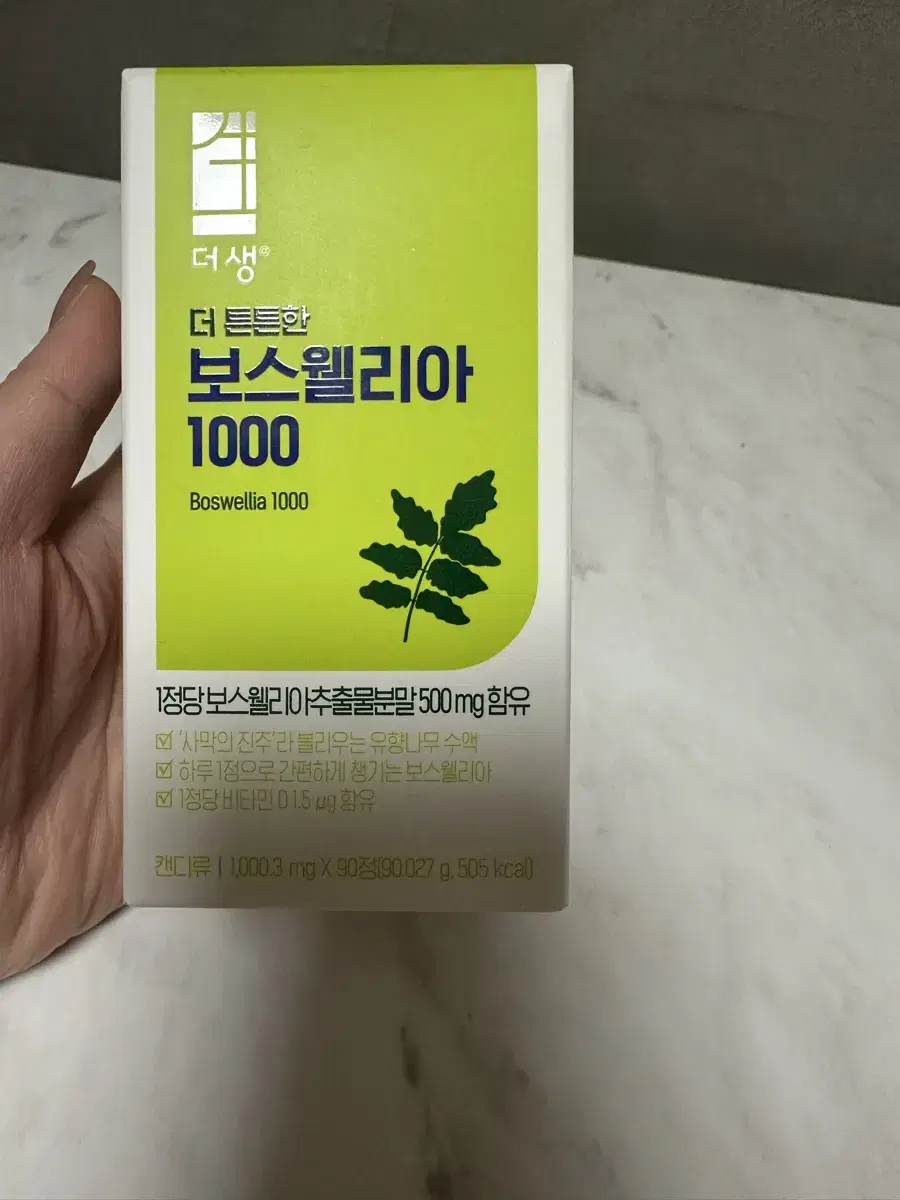 더 생®
더 튼튼한
보스웰리아
1000
Boswellia 1000
1정당 보스웰리아추출물분말 500 mg 함유
'사막의 진주'라 불리우는 유향나무 수액
하루 1정으로 간편하게 챙기는 보스웰리아
1정당 비타민 D 1.5 µg 함유
캔디류 | 1,000.3 mg X 90정(90.027 g, 505 kcal)